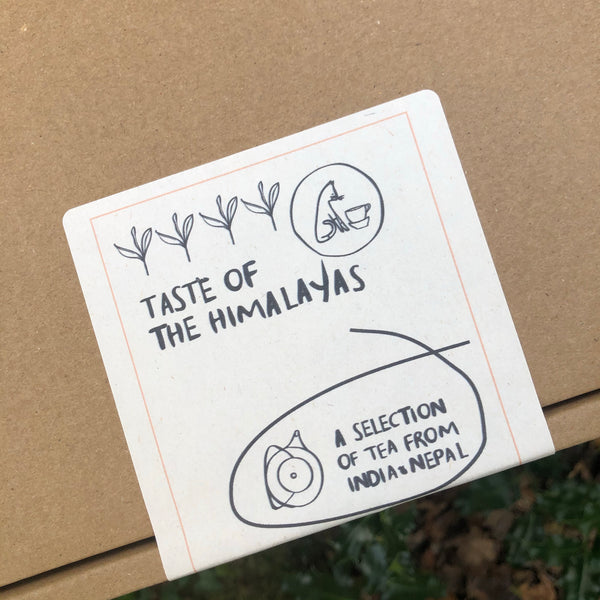 TASTE OF
THE HIMALAYAS
A SELECTION
OF TEA FROM
INDIA & NEPAL